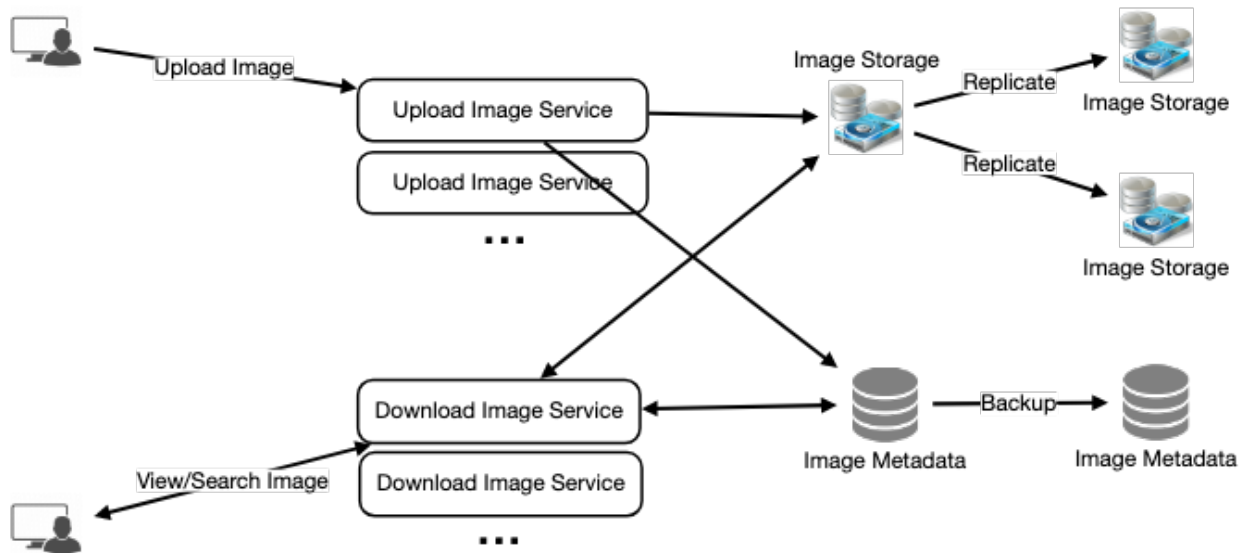 Upload Image
Upload Image Service
Upload Image Service
...
Image Storage
Replicate
Image Storage
Replicate
Image Storage
Download Image Service
Download Image Service
...
View/Search Image
Image Metadata
Backup
Image Metadata